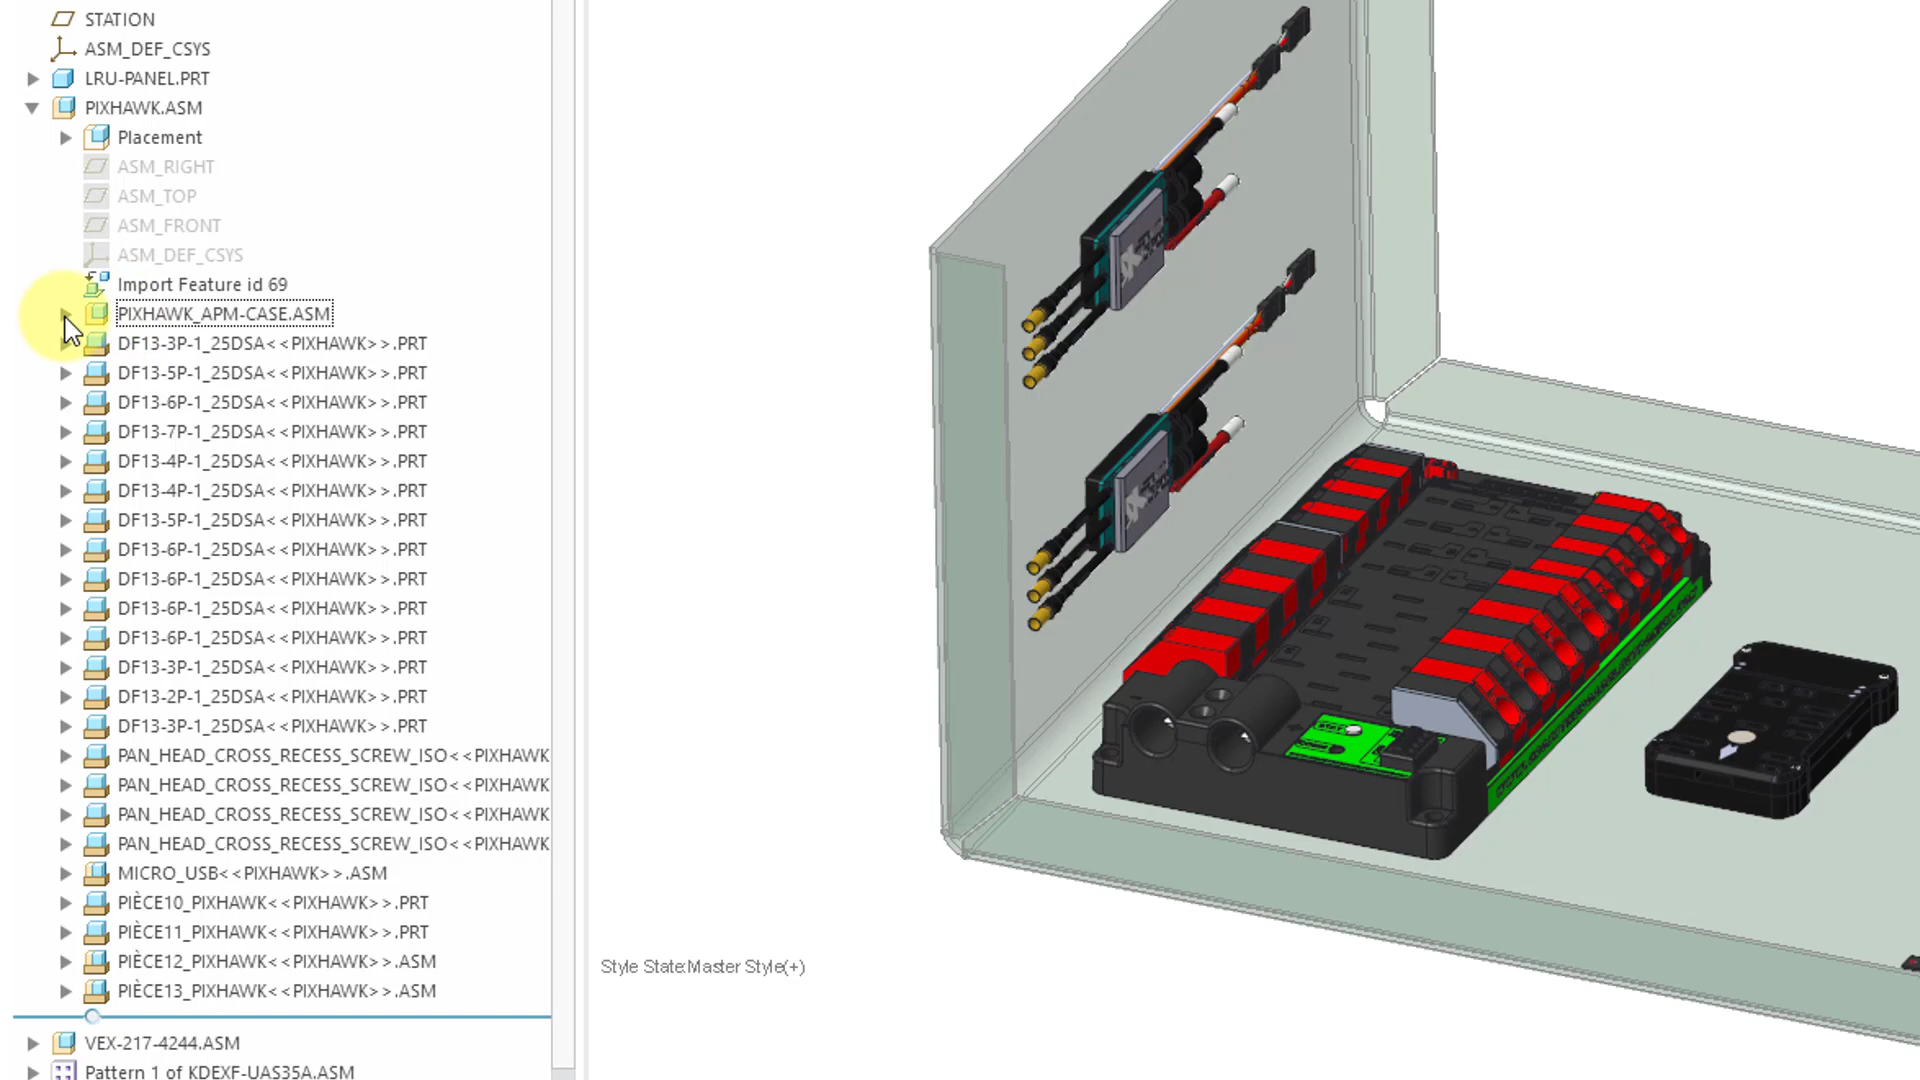 STATION
ASM_DEF_CSYS
LRU-PANEL.PRT
PIXHAWK.ASM
Placement
ASM_RIGHT
ASM_TOP
ASM_FRONT
ASM_DEF_CSYS
Import Feature id 69
PIXHAWK_APM-CASE.ASM
DF13-3P-1_25DSA<<PIXHAWK>>.PRT
DF13-5P-1_25DSA<<PIXHAWK>>.PRT
DF13-6P-1_25DSA<<PIXHAWK>>.PRT
DF13-7P-1_25DSA<<PIXHAWK>>.PRT
DF13-4P-1_25DSA<<PIXHAWK>>.PRT
DF13-4P-1_25DSA<<PIXHAWK>>.PRT
DF13-5P-1_25DSA<<PIXHAWK>>.PRT
DF13-6P-1_25DSA<<PIXHAWK>>.PRT
DF13-6P-1_25DSA<<PIXHAWK>>.PRT
DF13-6P-1_25DSA<<PIXHAWK>>.PRT
DF13-6P-1_25DSA<<PIXHAWK>>.PRT
DF13-3P-1_25DSA<<PIXHAWK>>.PRT
DF13-2P-1_25DSA<<PIXHAWK>>.PRT
DF13-3P-1_25DSA<<PIXHAWK>>.PRT
PAN_HEAD_CROSS_RECESS_SCREW_ISO<<PIXHAWK
PAN_HEAD_CROSS_RECESS_SCREW_ISO<<PIXHAWK
PAN_HEAD_CROSS_RECESS_SCREW_ISO<<PIXHAWK
PAN_HEAD_CROSS_RECESS_SCREW_ISO<<PIXHAWK
MICRO_USB<<PIXHAWK>>.ASM
PIÈCE10_PIXHAWK<<PIXHAWK>>.PRT
PIÈCE11_PIXHAWK<<PIXHAWK>>.PRT
PIÈCE12_PIXHAWK<<PIXHAWK>>.ASM
PIÈCE13_PIXHAWK<<PIXHAWK>>.ASM
VEX-217-4244.ASM
Pattern 1 of KDEXF-UAS35A.ASM
Style State:Master Style(+)